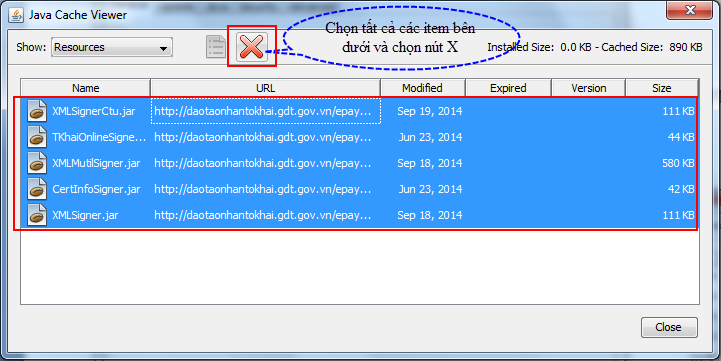 Java Cache Viewer
Show: Resources
Chọn tất cả các item bên
dưới và chọn nút X
Installed Size: 0.0 KB - Cached Size: 890 KB
Name URL Modified Expired Version Size
XMLSignerCtu.jar http://daotaonhantokhai.gdt.gov.vn/epay... Sep 19, 2014 111 KB
TKhaiOnlineSigne... http://daotaonhantokhai.gdt.gov.vn/epay... Jun 23, 2014 44 KB
XMLMutilSigner.jar http://daotaonhantokhai.gdt.gov.vn/epay... Sep 18, 2014 580 KB
CertInfoSigner.jar http://daotaonhantokhai.gdt.gov.vn/epay... Jun 23, 2014 42 KB
XMLSigner.jar http://daotaonhantokhai.gdt.gov.vn/epay... Sep 18, 2014 111 KB
Close